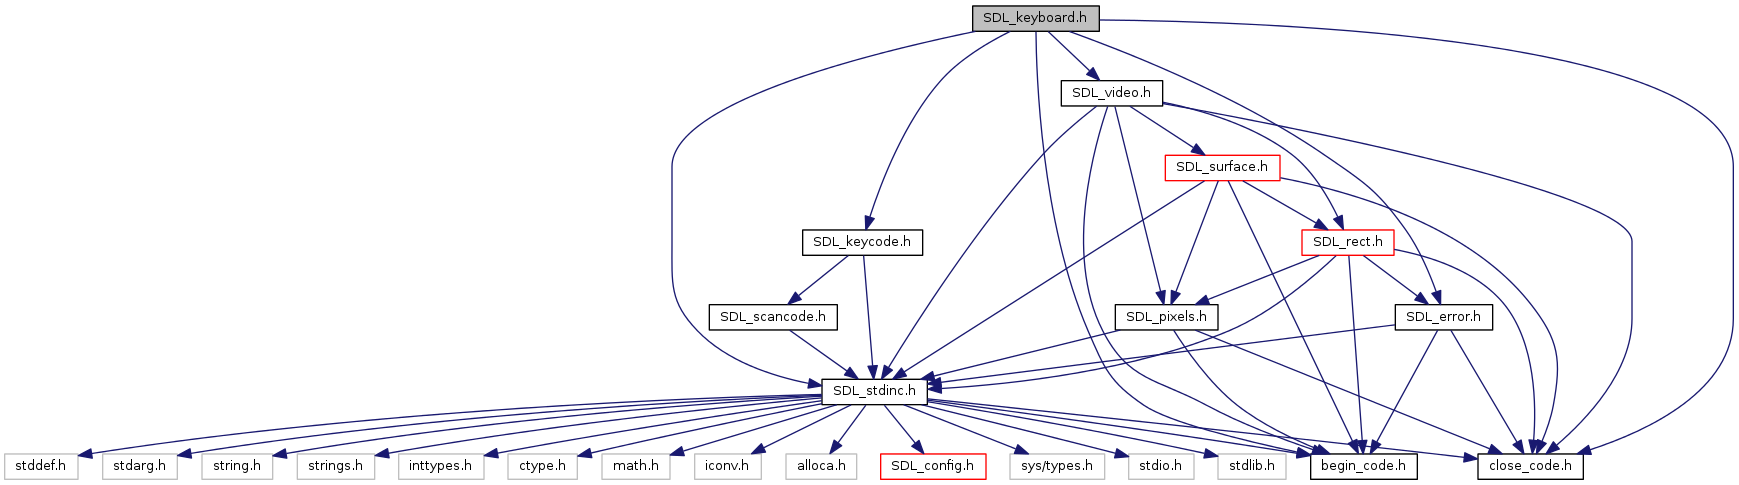 SDL_keyboard.h
SDL_video.h
SDL_surface.h
SDL_keycode.h
SDL_rect.h
SDL_scancode.h
SDL_pixels.h
SDL_error.h
SDL_stdinc.h
stddef.h
stdarg.h
string.h
strings.h
inttypes.h
ctype.h
math.h
iconv.h
alloca.h
SDL_config.h
sys/types.h
stdio.h
stdlib.h
begin_code.h
close_code.h